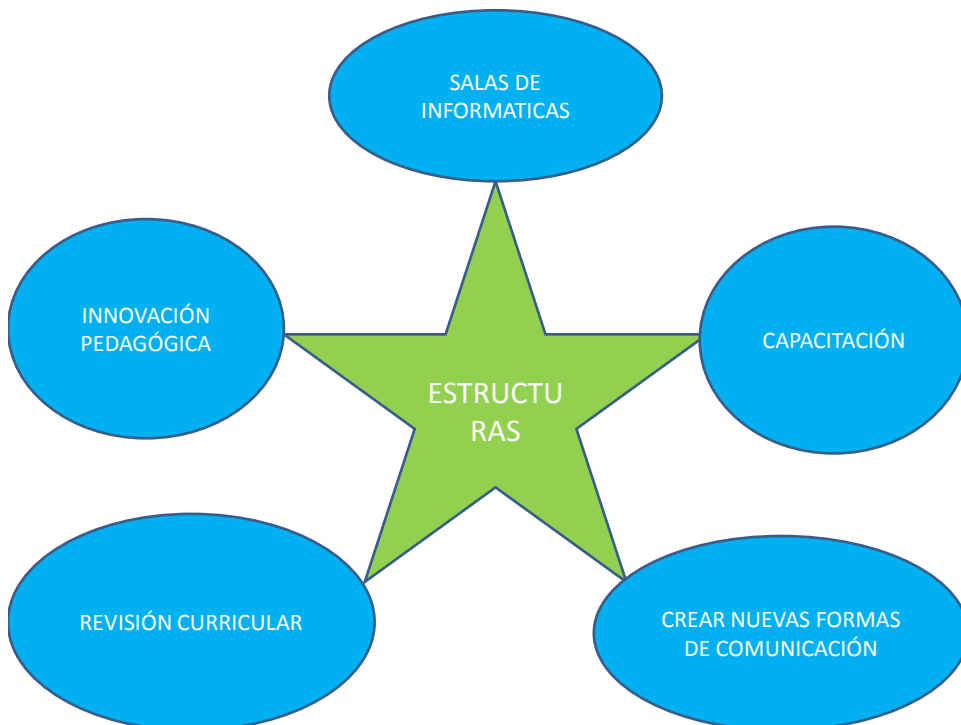 SALAS DE
INFORMATICAS
INNOVACIÓN
PEDAGÓGICA
CAPACITACIÓN
ESTRUCTU
RAS
REVISIÓN CURRICULAR
CREAR NUEVAS FORMAS
DE COMUNICACIÓN